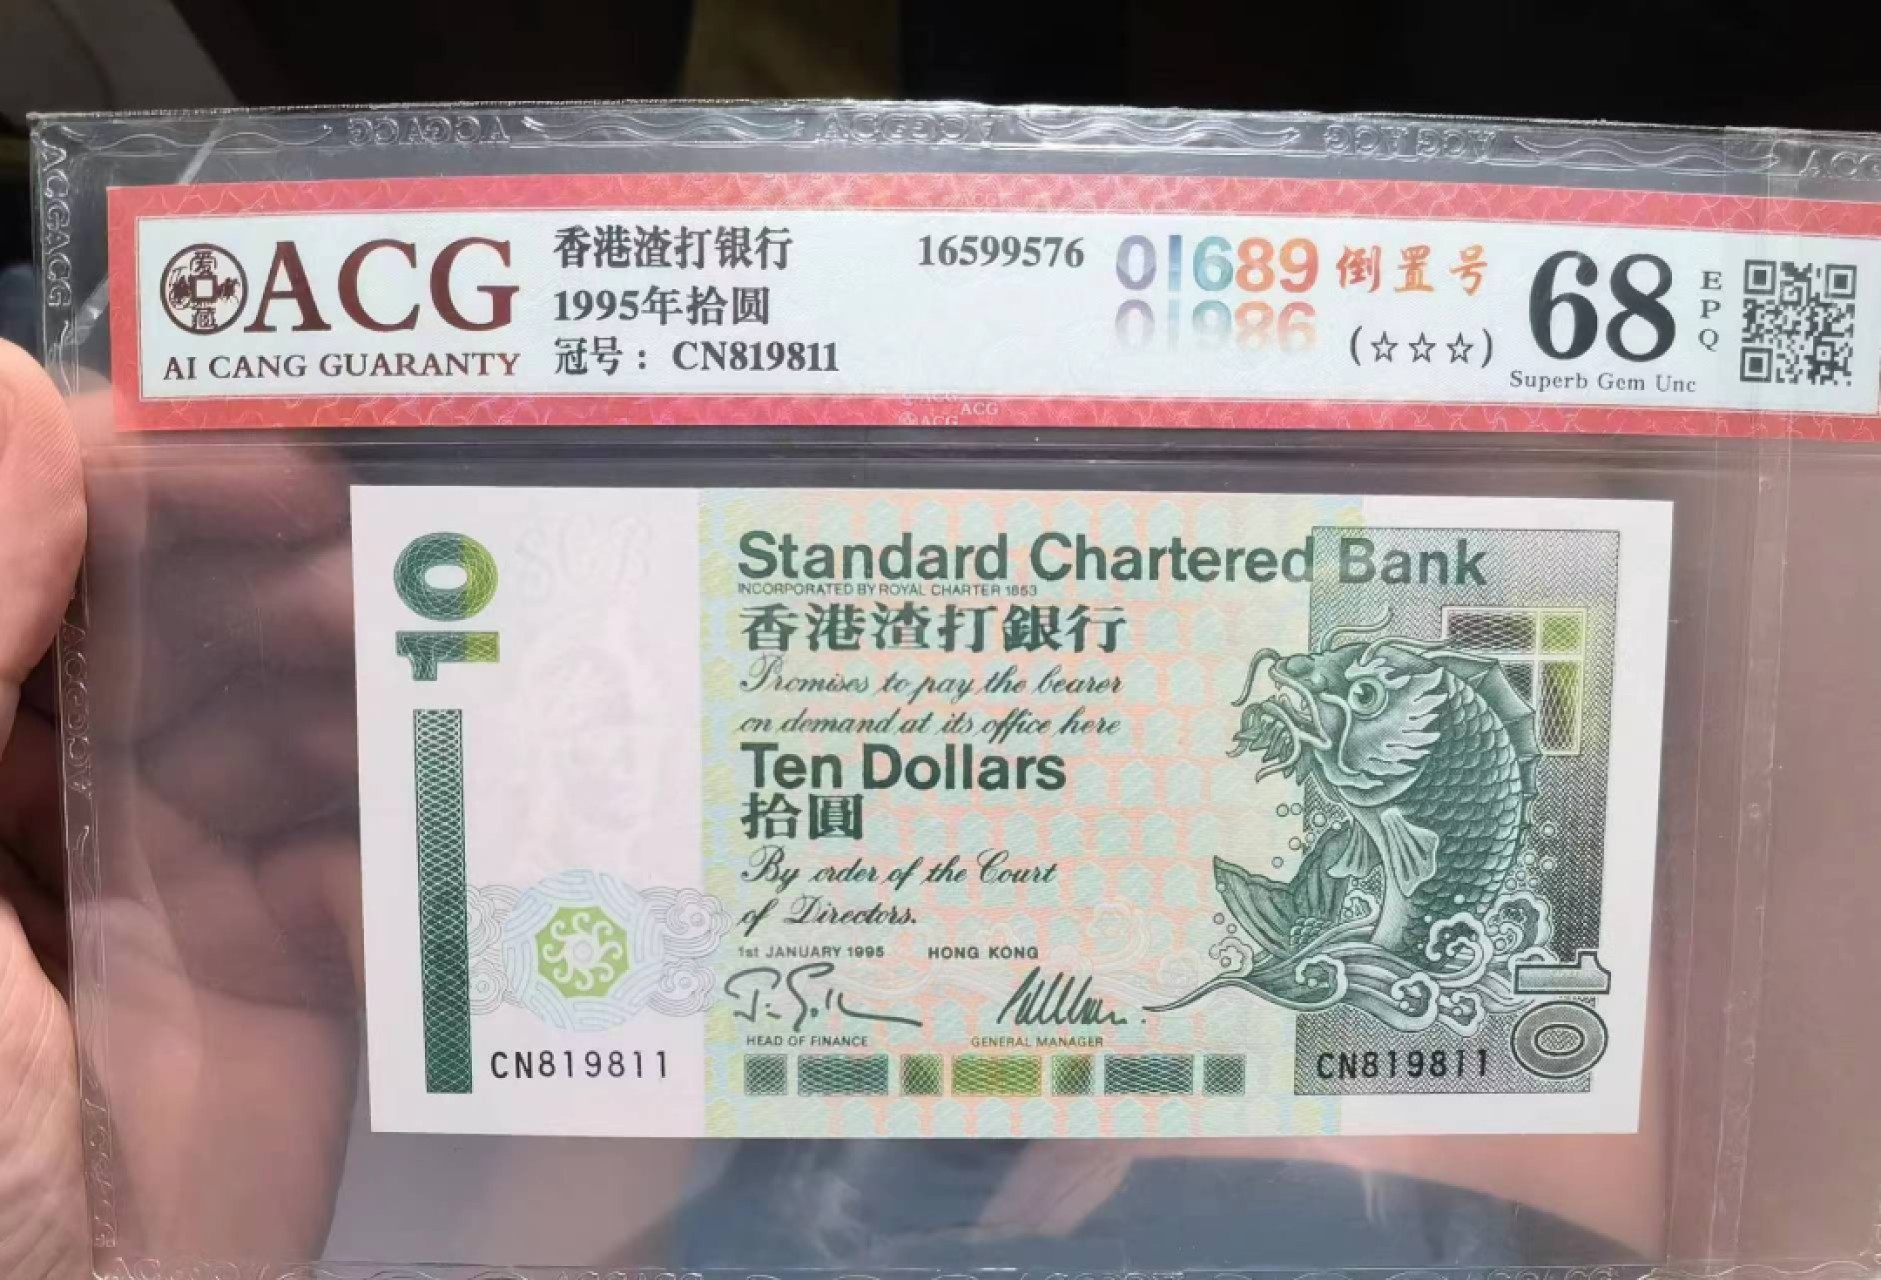 ACG
AI CANG GUARANTY
香港渣打银行
1995年拾圆
冠号：CN819811
16599576
01689 倒置号
(☆☆☆)
68
EPQ
Superb Gem Unc
10
Standard Chartered Bank
INCORPORATED BY ROYAL CHARTER 1853
香港渣打銀行
Promises to pay the bearer
on demand at its office here
Ten Dollars
拾圓
By order of the Court
of Directors.
1st JANUARY 1995 HONG KONG
HEAD OF FINANCE GENERAL MANAGER
CN819811 CN819811
10